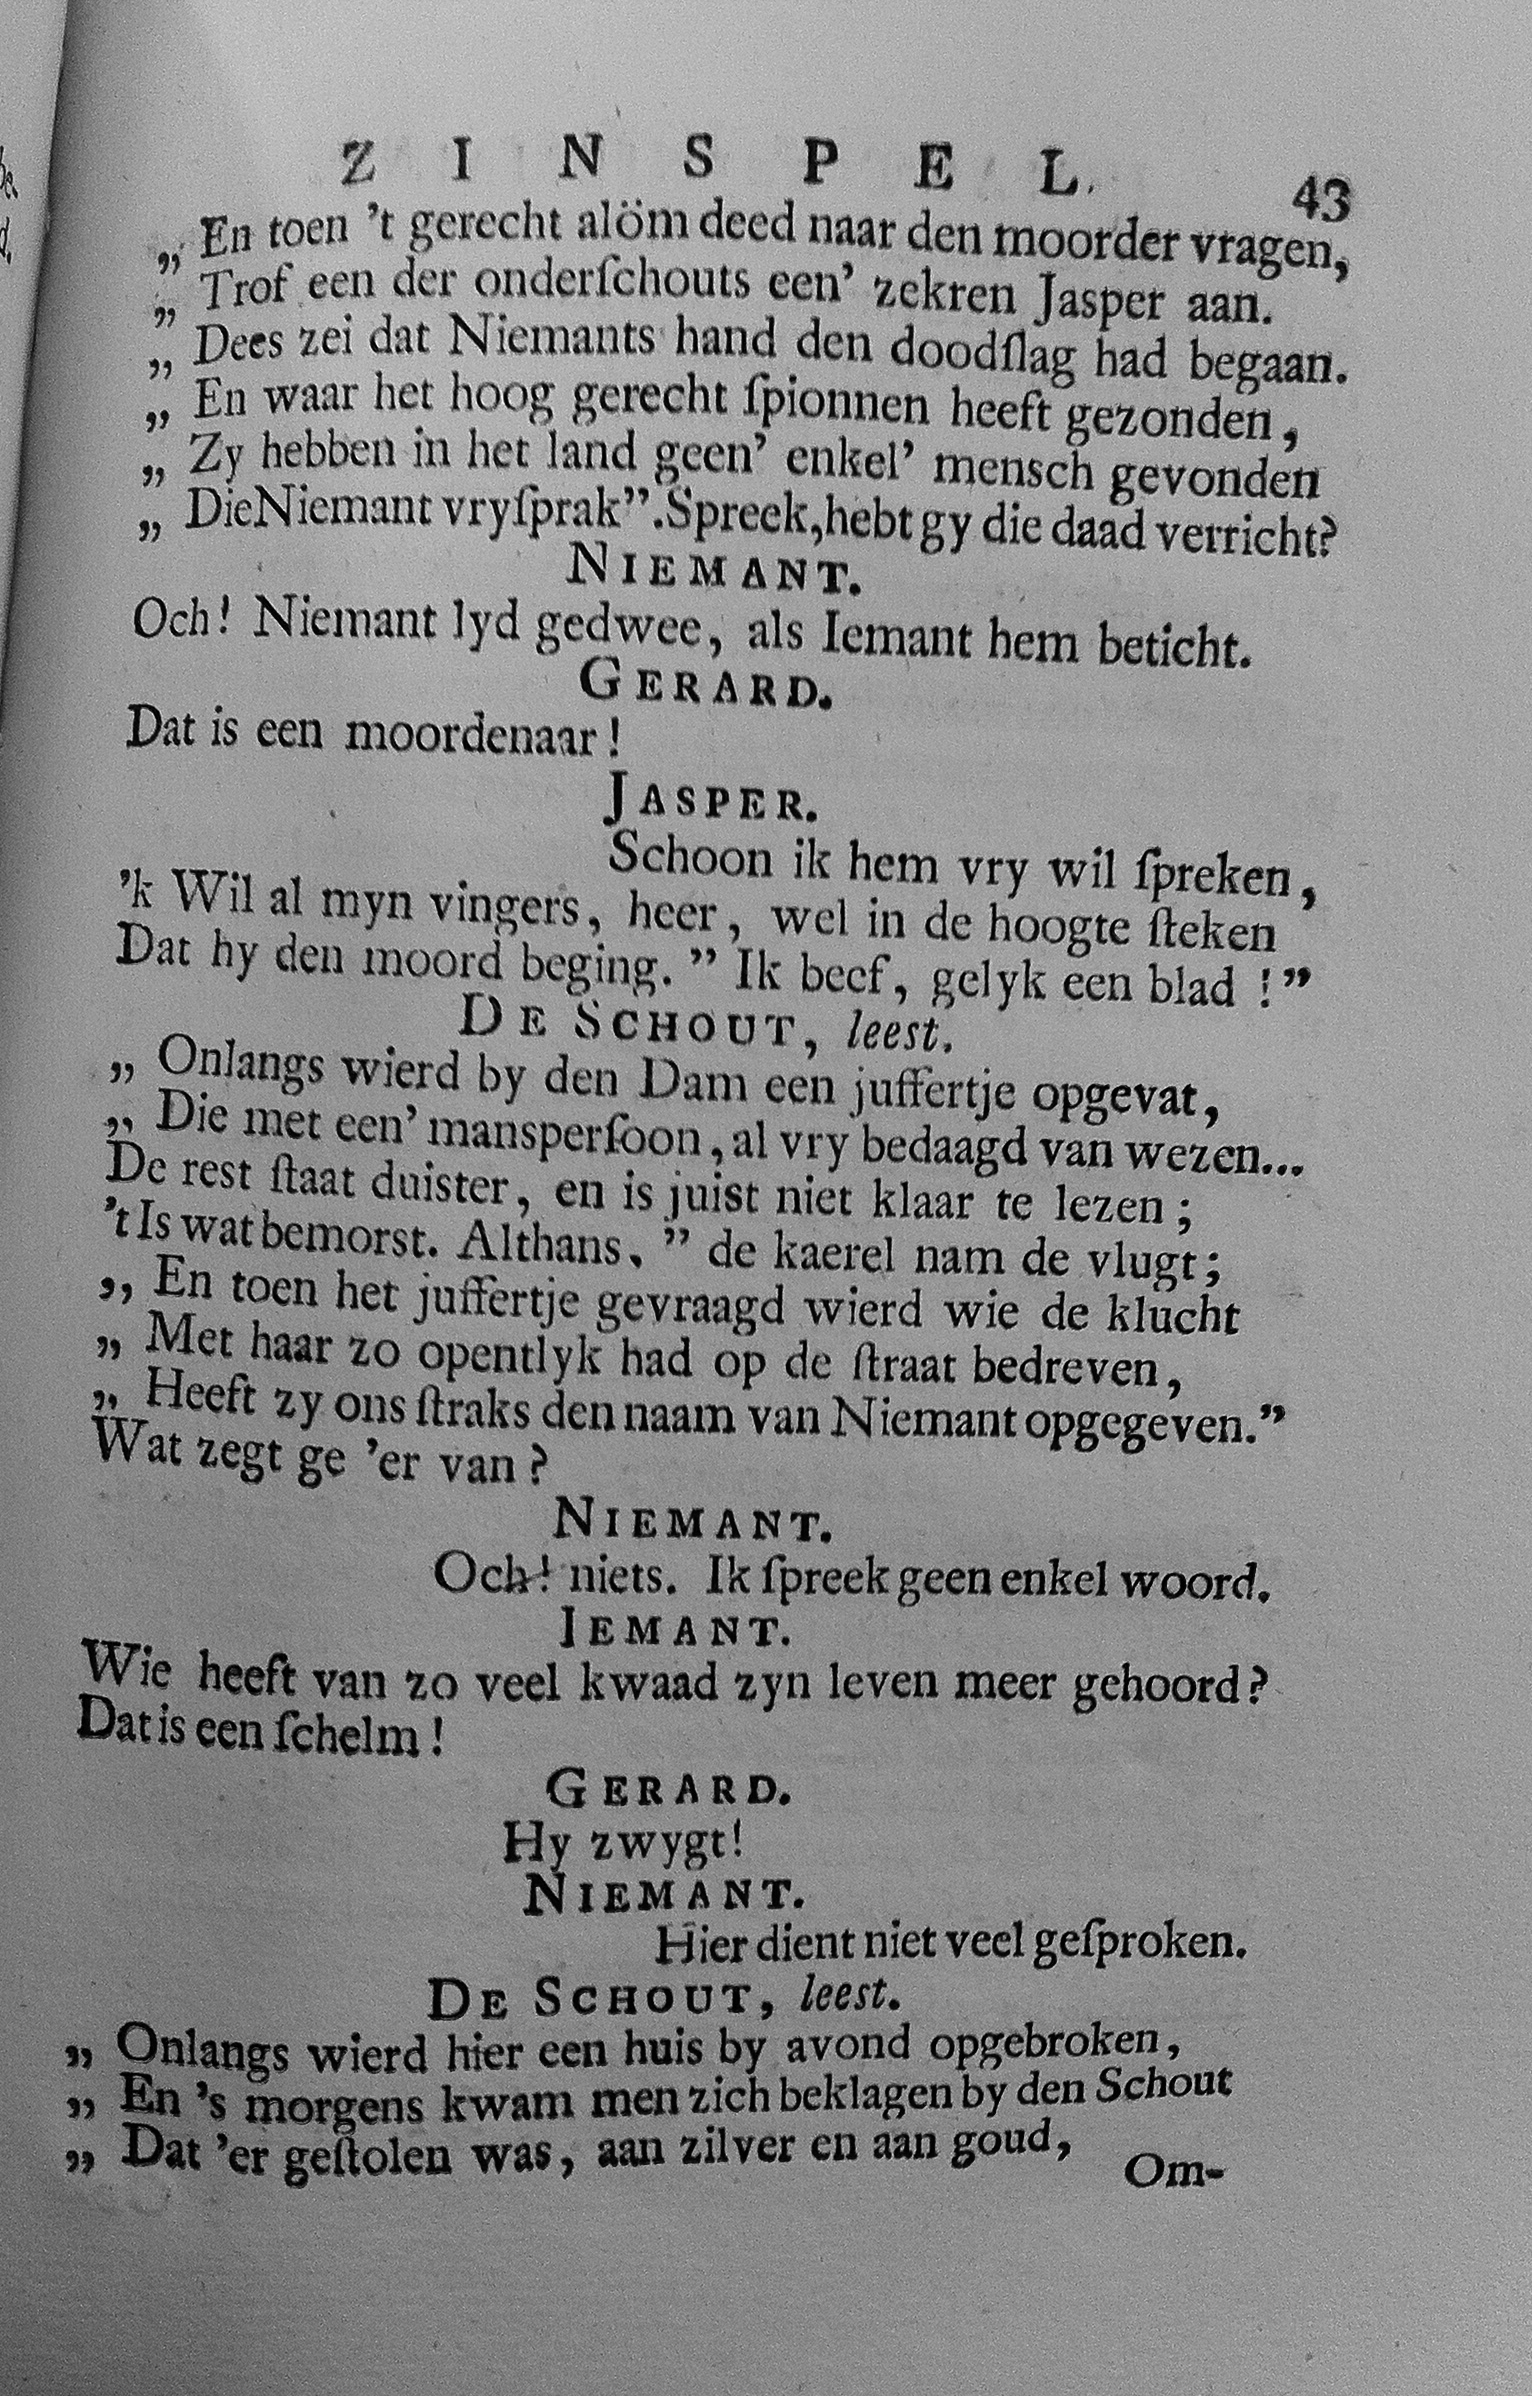 ZINSPEL. 43
„ En toen 't gerecht alöm deed naar den moorder vragen,
„ Trof een der onderſchouts een' zekren Jasper aan.
„ Dees zei dat Niemants hand den doodſlag had begaan.
„ En waar het hoog gerecht ſpionnen heeft gezonden,
„ Zy hebben in het land geen' enkel' mensch gevonden
„ Die Niemant vryſprak”. Spreek, hebt gy die daad verricht?
NIEMANT.
Och! Niemant lyd gedwee, als Iemant hem beticht.
GERARD.
Dat is een moordenaar!
JASPER.
Schoon ik hem vry wil ſpreken,
'k Wil al myn vingers, heer, wel in de hoogte ſteken
Dat hy den moord beging. ” Ik beef, gelyk een blad!”
DE SCHOUT, leest.
„ Onlangs wierd by den Dam een juffertje opgevat,
„ Die met een' mansperſoon, al vry bedaagd van wezen...
De rest ſtaat duister, en is juist niet klaar te lezen;
't Is wat bemorst. Althans. ” de kaerel nam de vlugt;
„ En toen het juffertje gevraagd wierd wie de klucht
„ Met haar zo opentlyk had op de ſtraat bedreven,
„ Heeft zy ons ſtraks den naam van Niemant opgegeven.”
Wat zegt ge 'er van?
NIEMANT.
Och! niets. Ik ſpreek geen enkel woord.
IEMANT.
Wie heeft van zo veel kwaad zyn leven meer gehoord?
Dat is een ſchelm!
GERARD.
Hy zwygt!
NIEMANT.
Hier dient niet veel geſproken.
DE SCHOUT, leest.
„ Onlangs wierd hier een huis by avond opgebroken,
„ En 's morgens kwam men zich beklagen by den Schout
„ Dat 'er geſtolen was, aan zilver en aan goud,
Om-